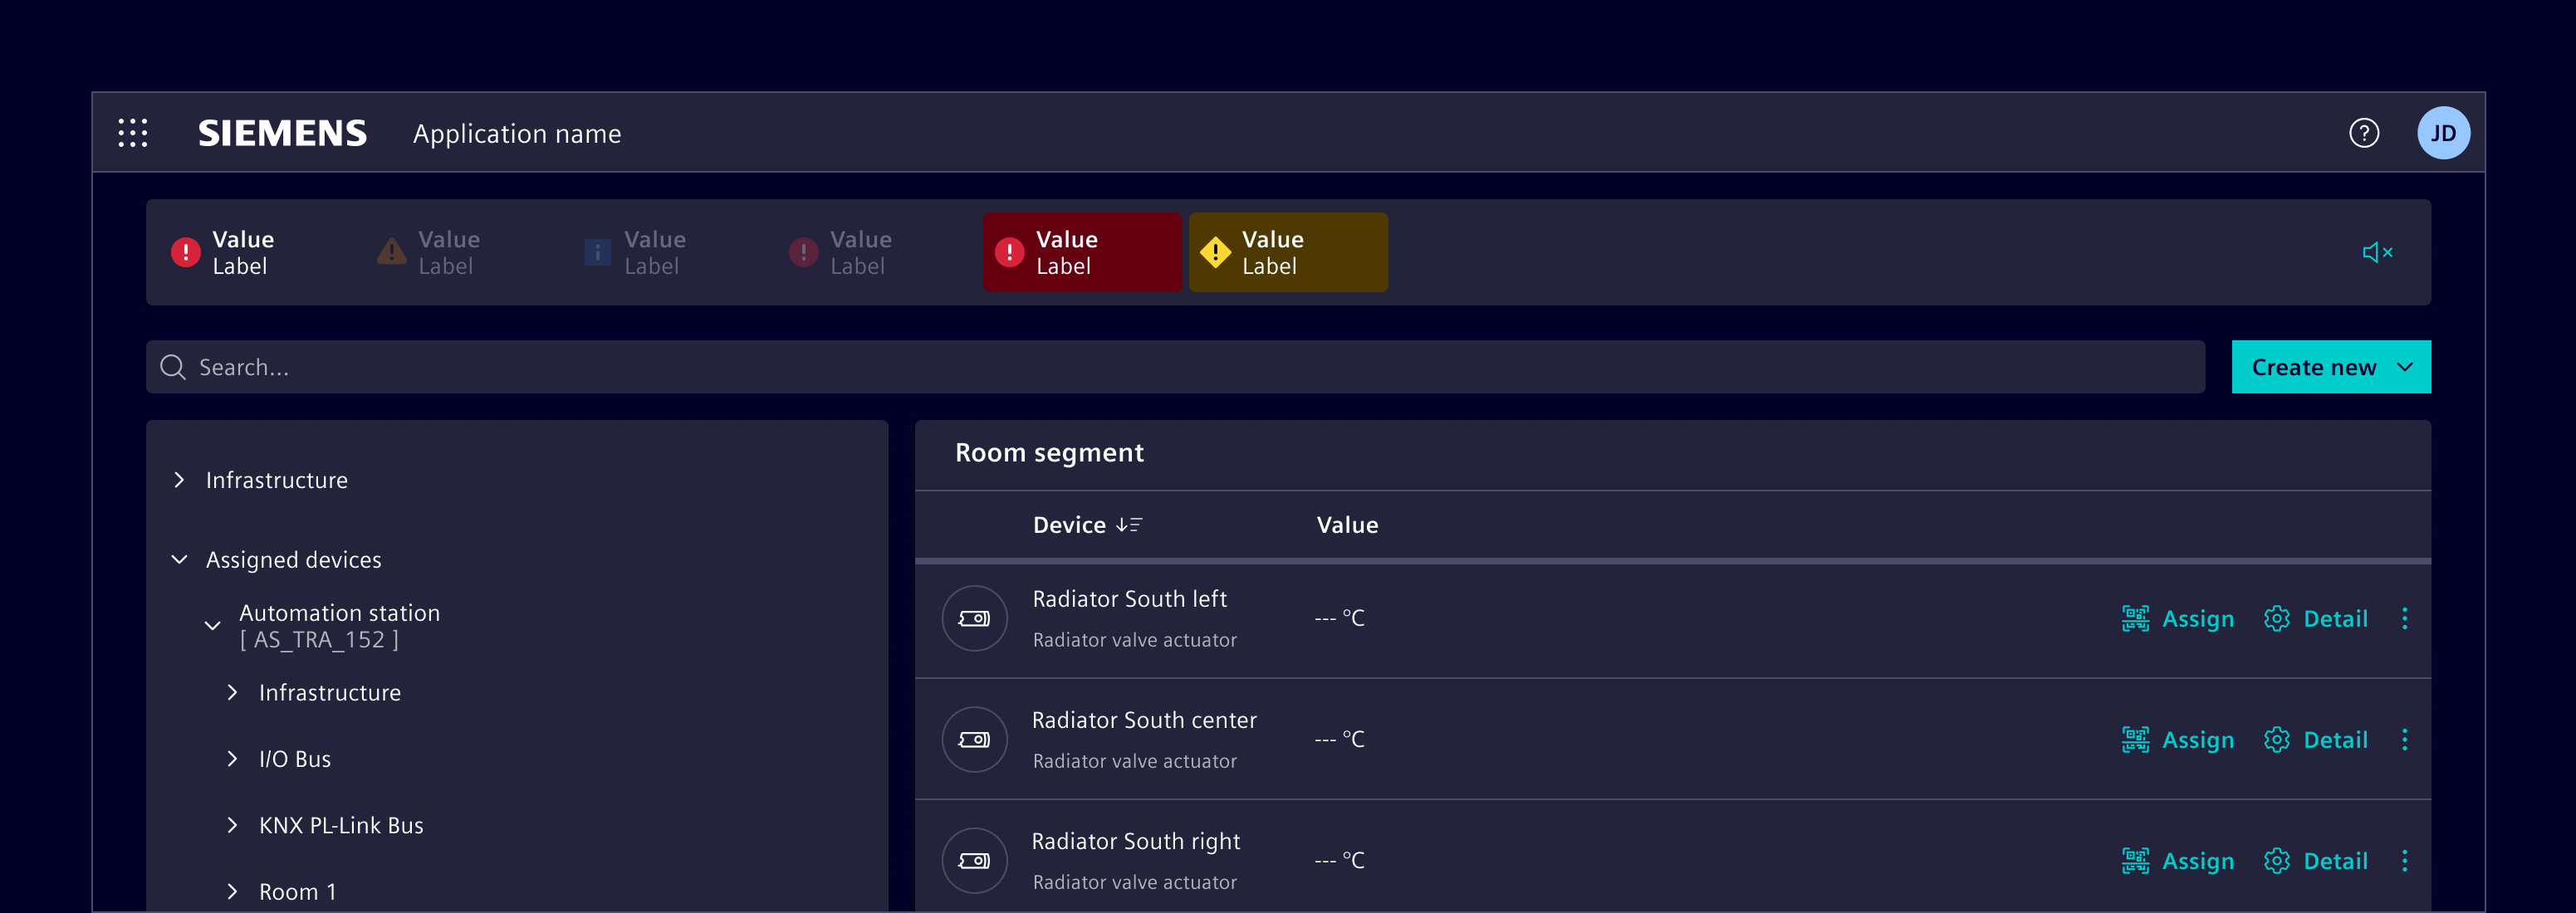 SIEMENS
Application name
?
JD
Value
Label
Value
Label
Value
Label
Value
Label
Value
Label
Value
Label
Search...
Create new
Infrastructure
Assigned devices
Automation station
[ AS_TRA_152 ]
Infrastructure
I/O Bus
KNX PL-Link Bus
Room 1
Room segment
Device
Value
Radiator South left
Radiator valve actuator
--- °C
Assign
Detail
Radiator South center
Radiator valve actuator
--- °C
Assign
Detail
Radiator South right
Radiator valve actuator
--- °C
Assign
Detail